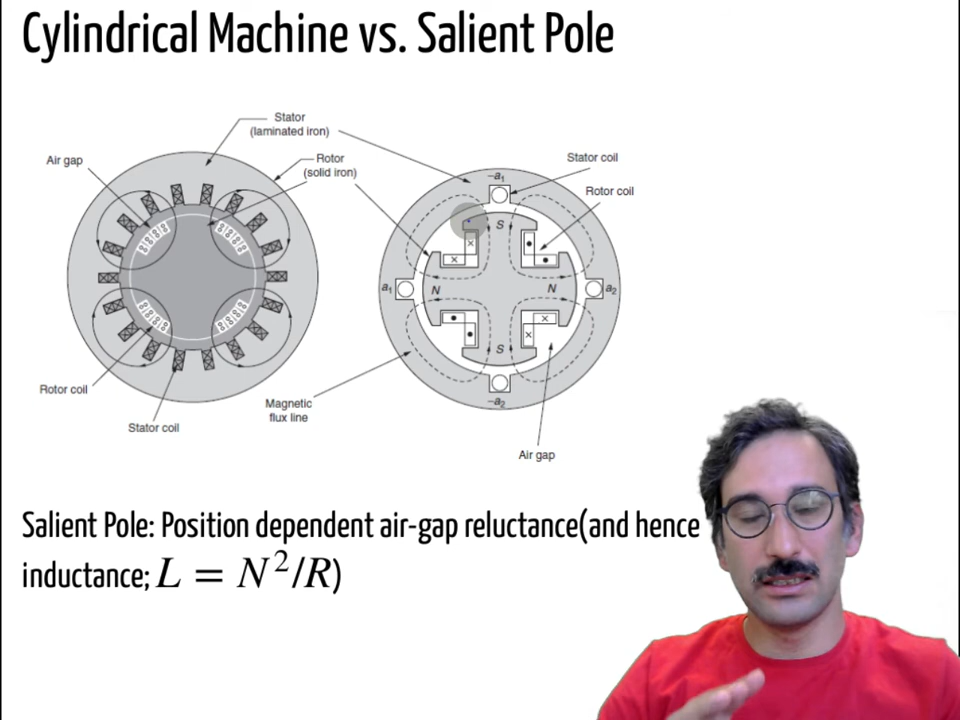 Cylindrical Machine vs. Salient Pole
Stator
(laminated iron)
Air gap
Rotor
(solid iron)
Rotor coil
Stator coil
Magnetic
flux line
Stator coil
Rotor coil
–a₁
S
a₁
N
N
a₂
S
–a₂
Air gap
Salient Pole: Position dependent air-gap reluctance(and hence
inductance; L = N²/R)